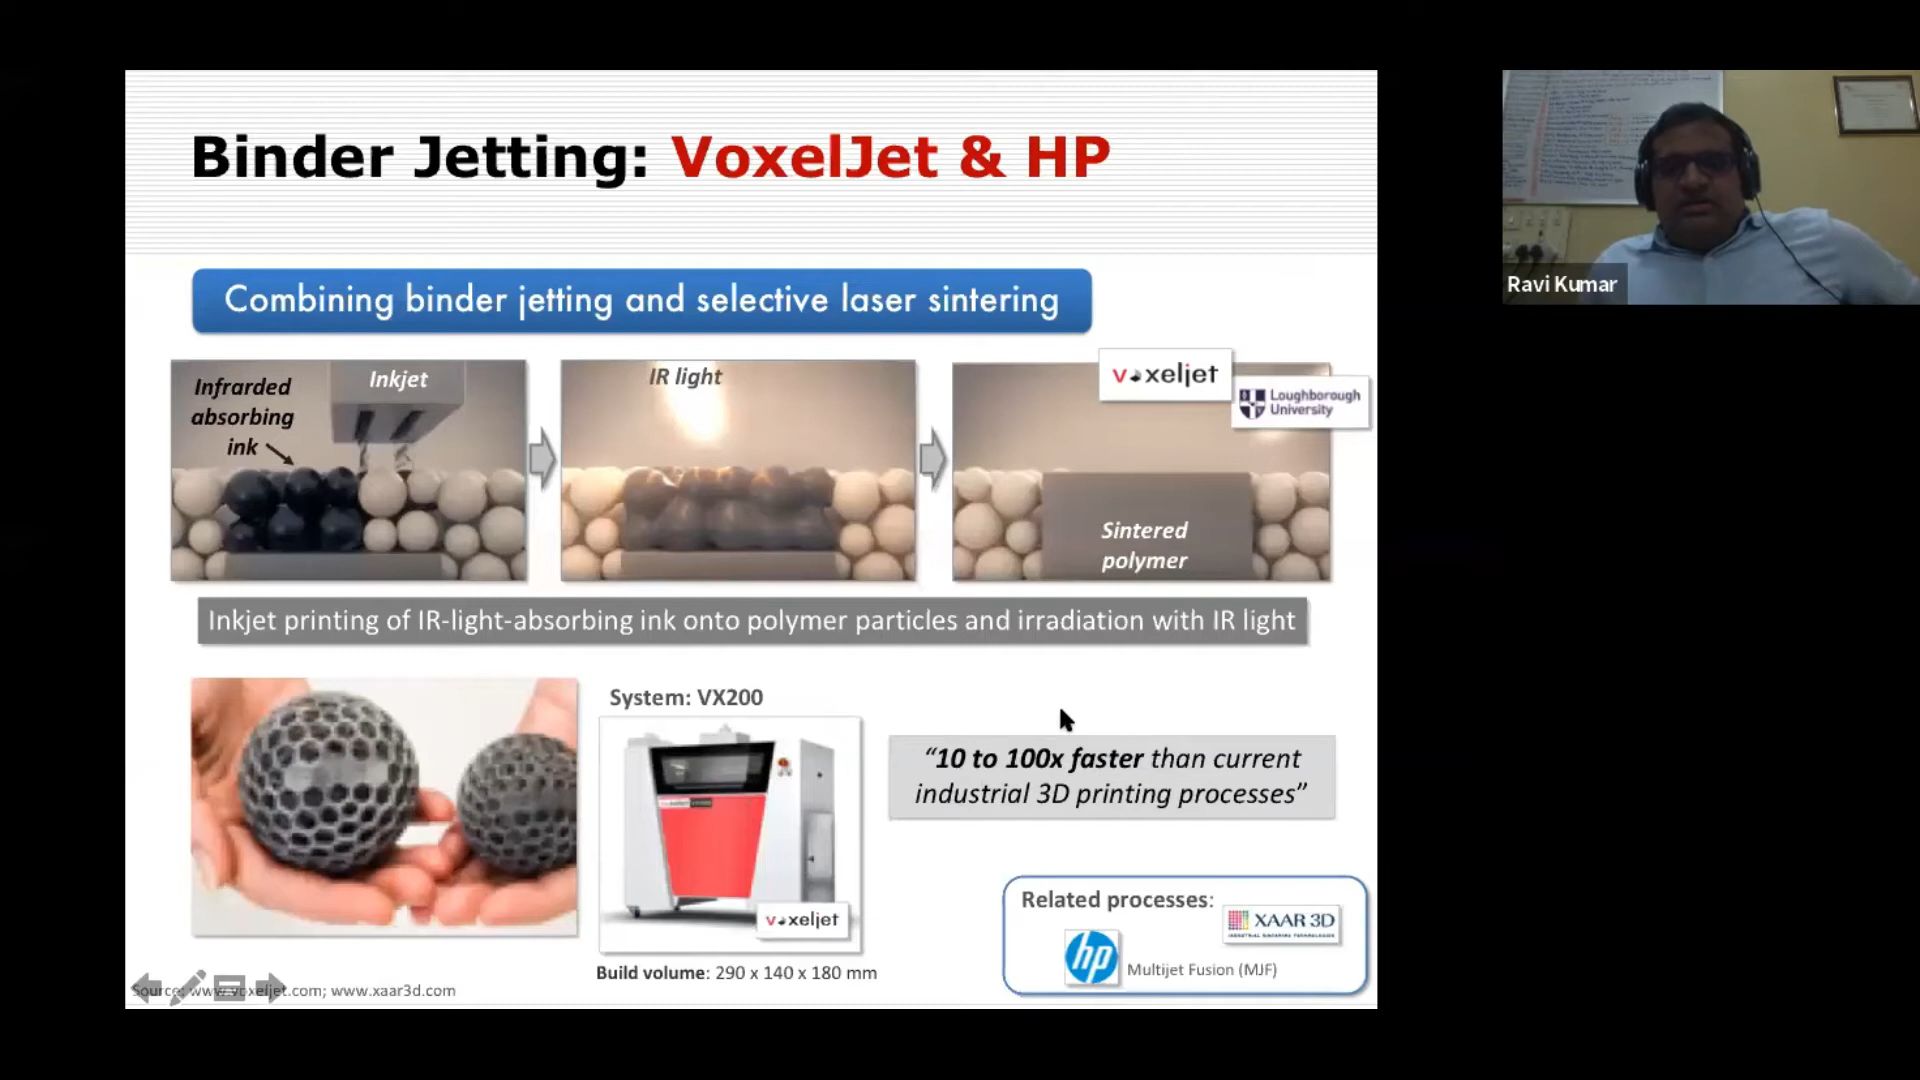 Binder Jetting: VoxelJet & HP
Combining binder jetting and selective laser sintering
Infrarded
absorbing
ink
Inkjet
IR light
voxeljet
Loughborough
University
Sintered
polymer
Inkjet printing of IR-light-absorbing ink onto polymer particles and irradiation with IR light
System: VX200
voxeljet
Build volume: 290 x 140 x 180 mm
“10 to 100x faster than current
industrial 3D printing processes”
Related processes:
XAAR 3D
hp
Multijet Fusion (MJF)
Source: www.voxeljet.com; www.xaar3d.com
Ravi Kumar